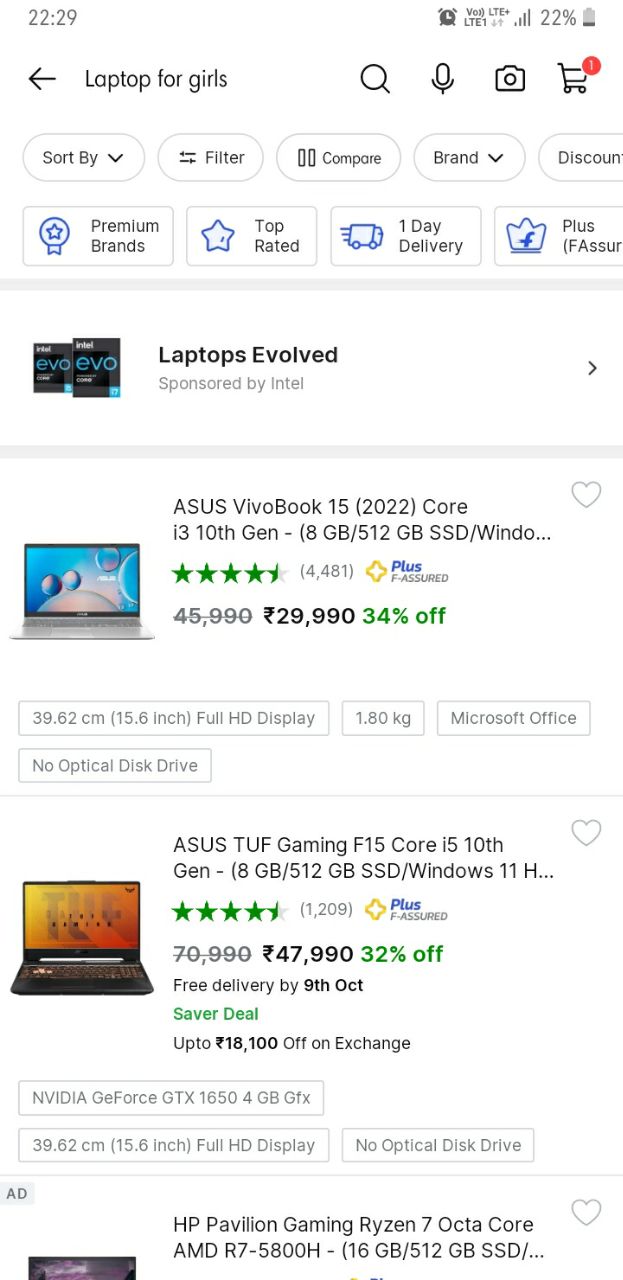 22:29
Vo)) LTE+
LTE1
22%
Laptop for girls
1
Sort By
Filter
Compare
Brand
Discoun
Premium
Brands
Top
Rated
1 Day
Delivery
Plus
(FAssur
intel
evo
CORE
i5
intel
evo
CORE
i7
Laptops Evolved
Sponsored by Intel
ASUS VivoBook 15 (2022) Core
i3 10th Gen - (8 GB/512 GB SSD/Windo...
(4,481)
Plus
F-ASSURED
45,990 ₹29,990 34% off
39.62 cm (15.6 inch) Full HD Display
1.80 kg
Microsoft Office
No Optical Disk Drive
ASUS TUF Gaming F15 Core i5 10th
Gen - (8 GB/512 GB SSD/Windows 11 H...
(1,209)
Plus
F-ASSURED
70,990 ₹47,990 32% off
Free delivery by 9th Oct
Saver Deal
Upto ₹18,100 Off on Exchange
TUF
GAMING
NVIDIA GeForce GTX 1650 4 GB Gfx
39.62 cm (15.6 inch) Full HD Display
No Optical Disk Drive
AD
HP Pavilion Gaming Ryzen 7 Octa Core
AMD R7-5800H - (16 GB/512 GB SSD/...